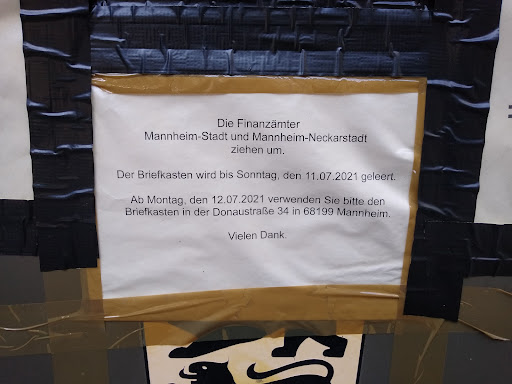 Die Finanzämter
Mannheim-Stadt und Mannheim-Neckarstadt
ziehen um.
Der Briefkasten wird bis Sonntag, den 11.07.2021 geleert.
Ab Montag, den 12.07.2021 verwenden Sie bitte den
Briefkasten in der Donaustraße 34 in 68199 Mannheim.
Vielen Dank.